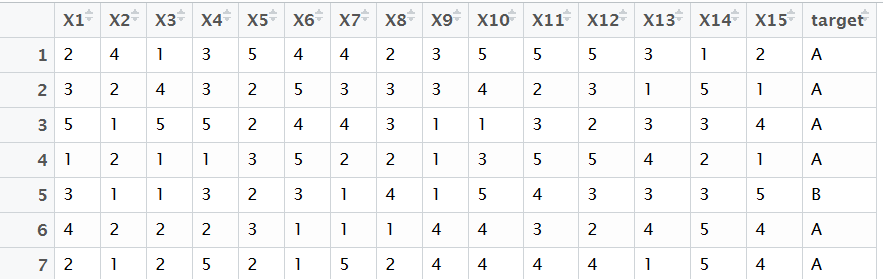 X1 X2 X3 X4 X5 X6 X7 X8 X9 X10 X11 X12 X13 X14 X15 target
1 2 4 1 3 5 4 4 2 3 5 5 5 3 1 2 A
2 3 2 4 3 2 5 3 3 3 4 2 3 1 5 1 A
3 5 1 5 5 2 4 4 3 1 1 3 2 3 3 4 A
4 1 2 1 1 3 5 2 2 1 3 5 5 4 2 1 A
5 3 1 1 3 2 3 1 4 1 5 4 3 3 3 5 B
6 4 2 2 2 3 1 1 1 4 4 3 2 4 5 4 A
7 2 1 2 5 2 1 5 2 4 4 4 4 1 5 4 A